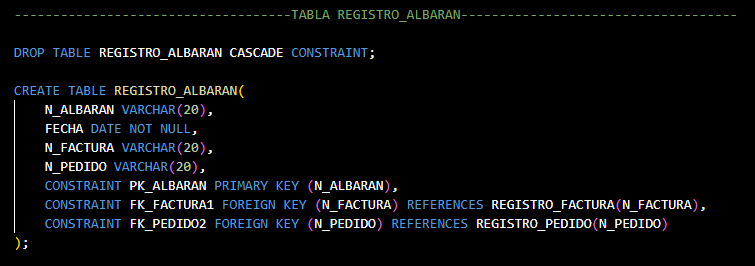 -----------------------------------TABLA REGISTRO_ALBARAN-----------------------------------
DROP TABLE REGISTRO_ALBARAN CASCADE CONSTRAINT;
CREATE TABLE REGISTRO_ALBARAN(
N_ALBARAN VARCHAR(20),
FECHA DATE NOT NULL,
N_FACTURA VARCHAR(20),
N_PEDIDO VARCHAR(20),
CONSTRAINT PK_ALBARAN PRIMARY KEY (N_ALBARAN),
CONSTRAINT FK_FACTURA1 FOREIGN KEY (N_FACTURA) REFERENCES REGISTRO_FACTURA(N_FACTURA),
CONSTRAINT FK_PEDIDO2 FOREIGN KEY (N_PEDIDO) REFERENCES REGISTRO_PEDIDO(N_PEDIDO)
);